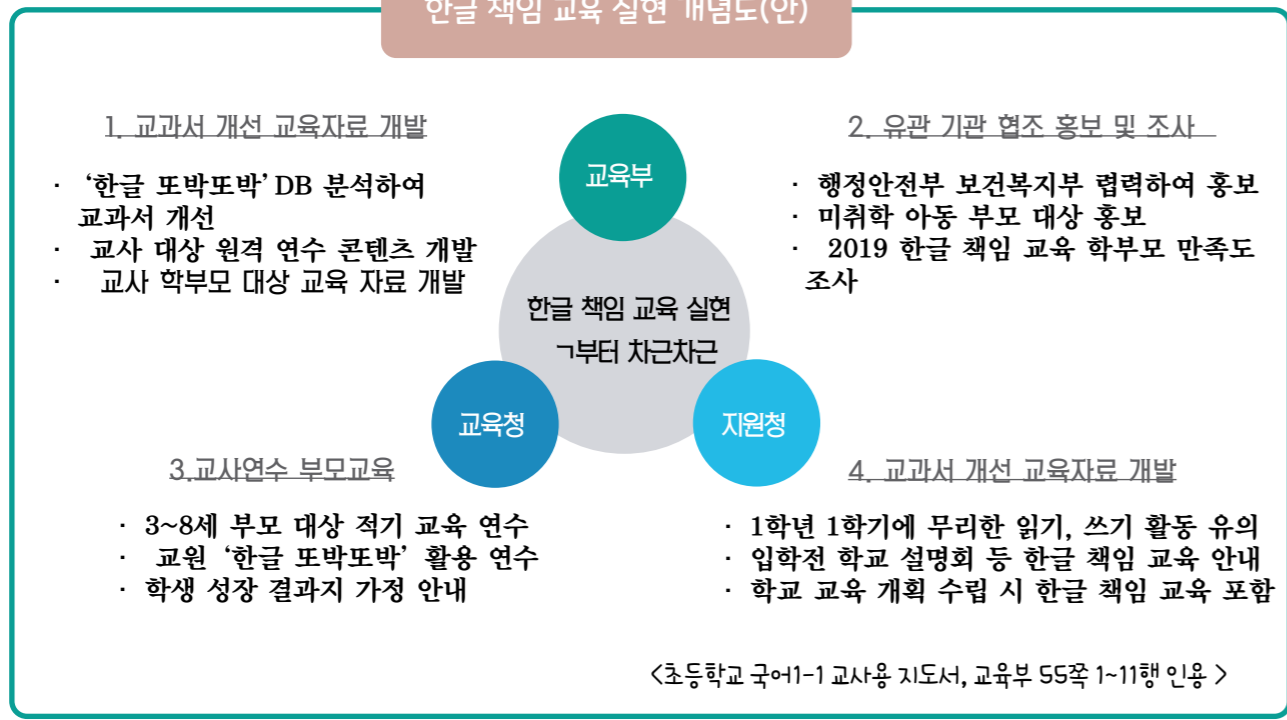 한글 책임 교육 실현 개념도(안)
1. 교과서 개선 교육자료 개발
· ‘한글 또박또박’ DB 분석하여
교과서 개선
· 교사 대상 원격 연수 콘텐츠 개발
· 교사 학부모 대상 교육 자료 개발
2. 유관 기관 협조 홍보 및 조사
· 행정안전부 보건복지부 렵력하여 홍보
· 미취학 아동 부모 대상 홍보
· 2019 한글 책임 교육 학부모 만족도
조사
교육부
한글 책임 교육 실현
ㄱ부터 차근차근
교육청
지원청
3.교사연수 부모교육
· 3~8세 부모 대상 적기 교육 연수
· 교원 ‘한글 또박또박’ 활용 연수
· 학생 성장 결과지 가정 안내
4. 교과서 개선 교육자료 개발
· 1학년 1학기에 무리한 읽기, 쓰기 활동 유의
· 입학전 학교 설명회 등 한글 책임 교육 안내
· 학교 교육 개획 수립 시 한글 책임 교육 포함
<초등학교 국어1-1 교사용 지도서, 교육부 55쪽 1~11행 인용 >